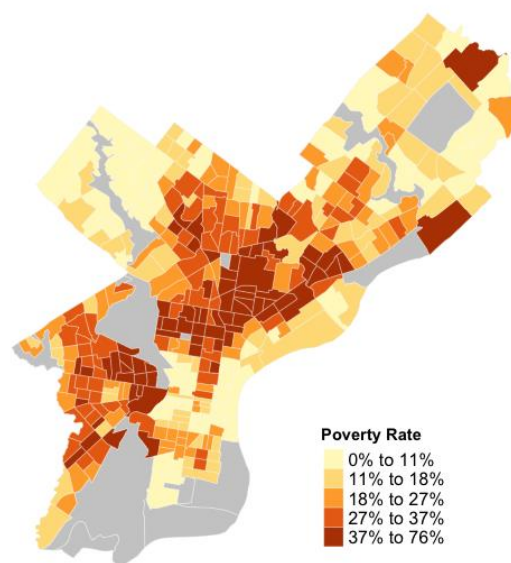 Poverty Rate
0% to 11%
11% to 18%
18% to 27%
27% to 37%
37% to 76%